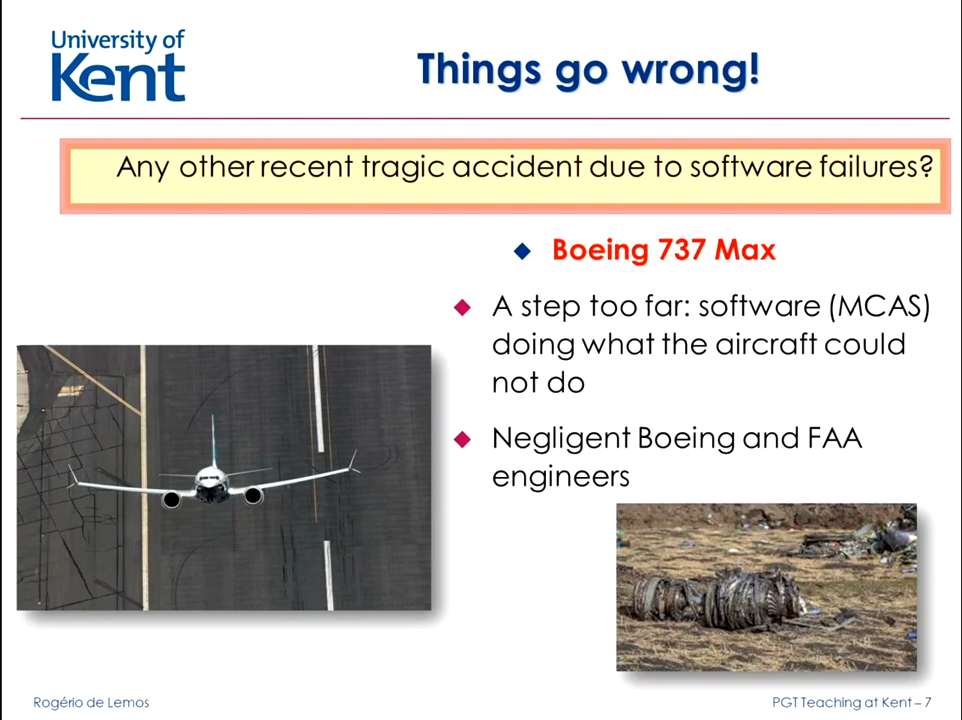 University of
Kent
Things go wrong!
Any other recent tragic accident due to software failures?
Boeing 737 Max
A step too far: software (MCAS)
doing what the aircraft could
not do
Negligent Boeing and FAA
engineers
Rogério de Lemos
PGT Teaching at Kent – 7